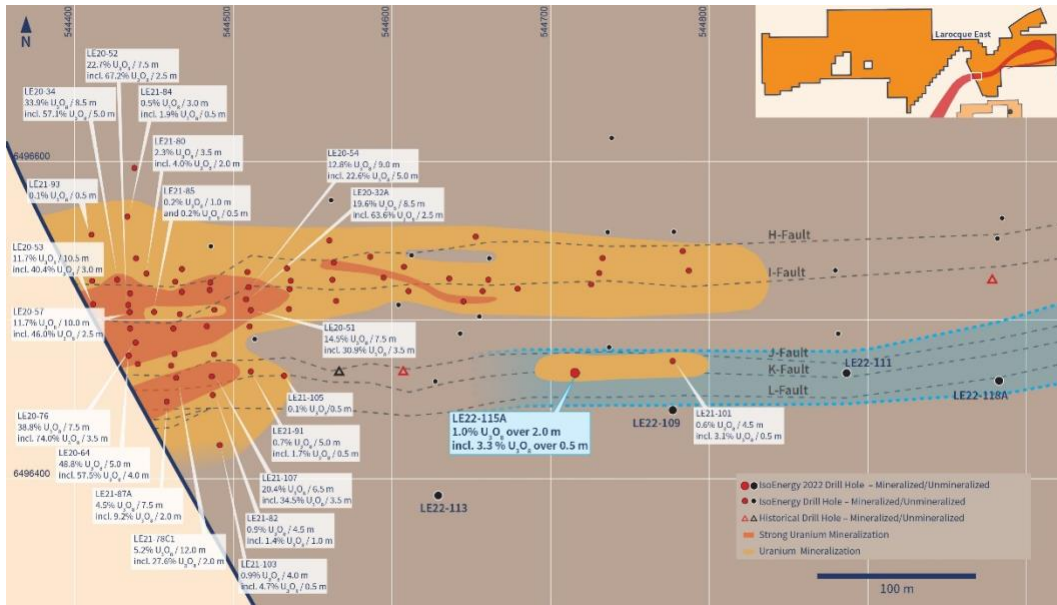 544400
544500
544600
544700
544800
N
Larocque East
LE20-52
22.7% U₃O₈ / 7.5 m
incl. 67.2% U₃O₈ / 2.5 m
LE20-34
33.9% U₃O₈ / 8.5 m
incl. 57.1% U₃O₈ / 5.0 m
LE21-84
0.5% U₃O₈ / 3.0 m
incl. 1.9% U₃O₈ / 0.5 m
LE21-80
2.3% U₃O₈ / 3.5 m
incl. 4.0% U₃O₈ / 2.0 m
LE20-54
12.8% U₃O₈ / 9.0 m
incl. 22.6% U₃O₈ / 5.0 m
6496600
LE21-93
0.1% U₃O₈ / 0.5 m
LE21-85
0.2% U₃O₈ / 1.0 m
and 0.2% U₃O₈ / 0.5 m
LE20-32A
19.6% U₃O₈ / 8.5 m
incl. 63.6% U₃O₈ / 2.5 m
LE20-53
11.7% U₃O₈ / 10.5 m
incl. 40.4% U₃O₈ / 3.0 m
H-Fault
I-Fault
LE20-57
11.7% U₃O₈ / 10.0 m
incl. 46.0% U₃O₈ / 2.5 m
LE20-51
14.5% U₃O₈ / 7.5 m
incl. 30.9% U₃O₈ / 3.5 m
J-Fault
K-Fault
L-Fault
LE22-111
LE22-118A
LE21-105
0.1% U₃O₈/0.5 m
LE20-76
38.8% U₃O₈ / 7.5 m
incl. 74.0% U₃O₈ / 3.5 m
LE21-91
0.7% U₃O₈ / 5.0 m
incl. 1.7% U₃O₈ / 0.5 m
LE22-115A
1.0% U₃O₈ over 2.0 m
incl. 3.3 % U₃O₈ over 0.5 m
LE22-109
LE21-101
0.6% U₃O₈ / 4.5 m
incl. 3.1% U₃O₈ / 0.5 m
LE20-64
48.8% U₃O₈ / 5.0 m
incl. 57.5% U₃O₈ / 4.0 m
6496400
LE21-107
20.4% U₃O₈ / 6.5 m
incl. 34.5% U₃O₈ / 3.5 m
LE21-87A
4.5% U₃O₈ / 7.5 m
incl. 9.2% U₃O₈ / 2.0 m
LE22-113
LE21-82
0.9% U₃O₈ / 4.5 m
incl. 1.4% U₃O₈ / 1.0 m
LE21-78C1
5.2% U₃O₈ / 12.0 m
incl. 27.6% U₃O₈ / 2.0 m
LE21-103
0.9% U₃O₈ / 4.0 m
incl. 4.7% U₃O₈ / 0.5 m
IsoEnergy 2022 Drill Hole – Mineralized/Unmineralized
IsoEnergy Drill Hole – Mineralized/Unmineralized
Historical Drill Hole – Mineralized/Unmineralized
Strong Uranium Mineralization
Uranium Mineralization
100 m